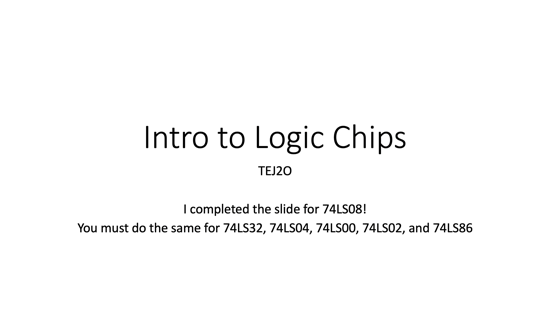 Intro to Logic Chips
TEJ2O
I completed the slide for 74LS08!
You must do the same for 74LS32, 74LS04, 74LS00, 74LS02, and 74LS86